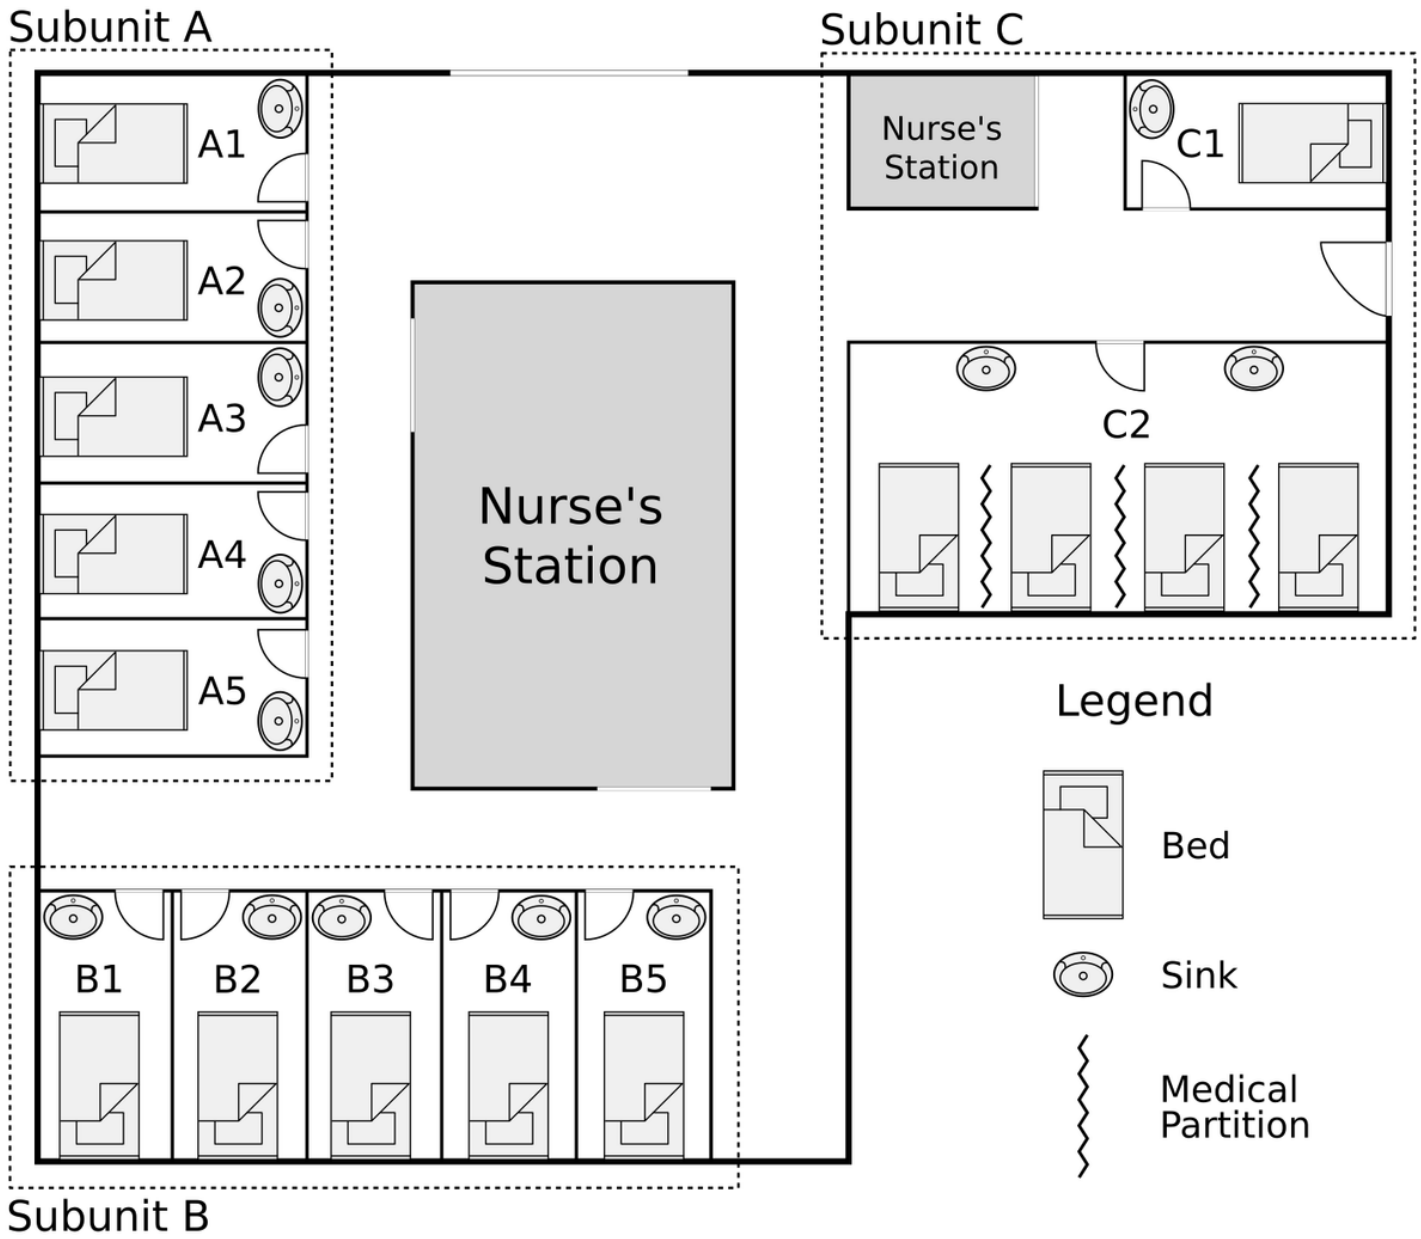 Subunit A
A1
A2
A3
A4
A5
Nurse's
Station
Subunit C
Nurse's
Station
C1
C2
Subunit B
B1
B2
B3
B4
B5
Legend
Bed
Sink
Medical
Partition